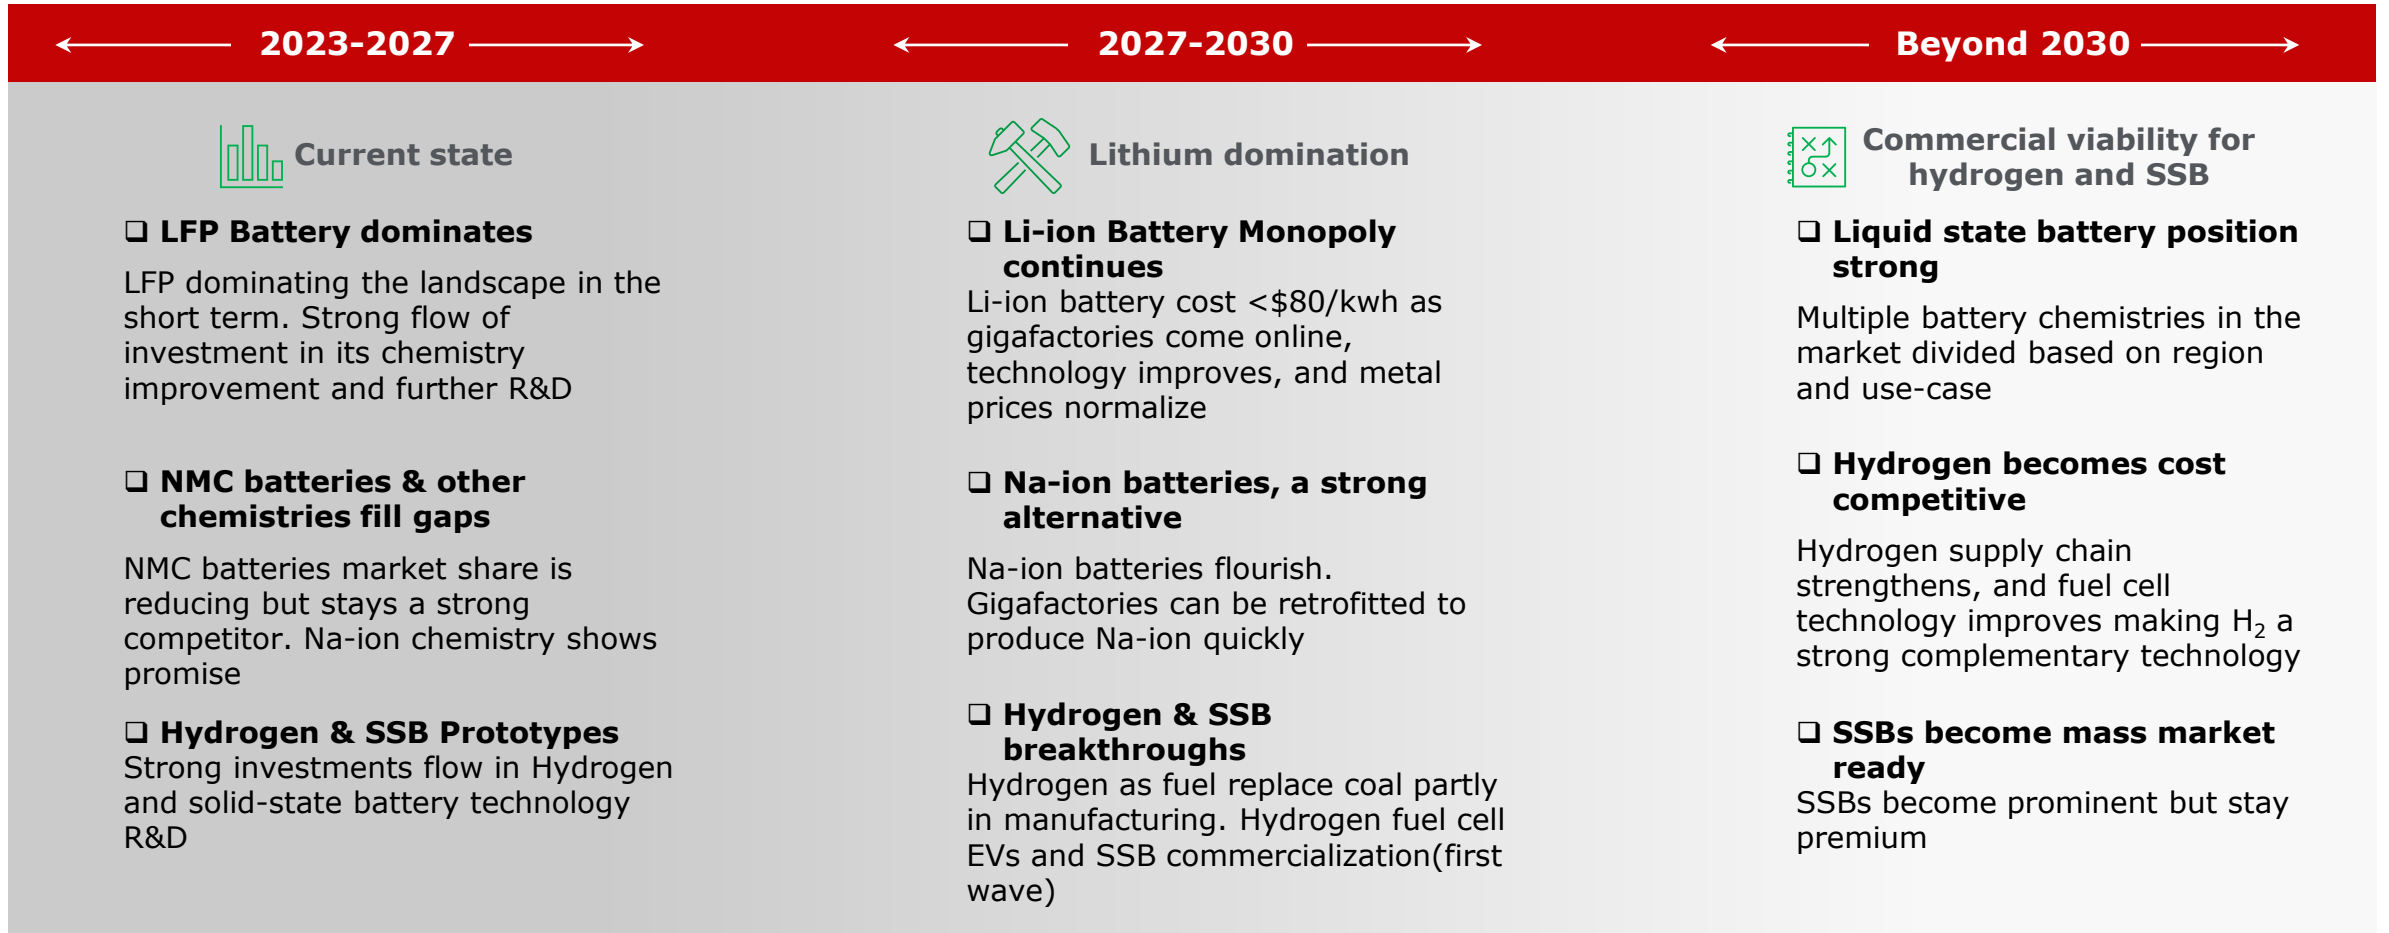 2023-2027
Current state
❑ LFP Battery dominates
LFP dominating the landscape in the
short term. Strong flow of
investment in its chemistry
improvement and further R&D
❑ NMC batteries & other
chemistries fill gaps
NMC batteries market share is
reducing but stays a strong
competitor. Na-ion chemistry shows
promise
❑ Hydrogen & SSB Prototypes
Strong investments flow in Hydrogen
and solid-state battery technology
R&D
2027-2030
Lithium domination
❑ Li-ion Battery Monopoly
continues
Li-ion battery cost <$80/kwh as
gigafactories come online,
technology improves, and metal
prices normalize
❑ Na-ion batteries, a strong
alternative
Na-ion batteries flourish.
Gigafactories can be retrofitted to
produce Na-ion quickly
❑ Hydrogen & SSB
breakthroughs
Hydrogen as fuel replace coal partly
in manufacturing. Hydrogen fuel cell
EVs and SSB commercialization(first
wave)
Beyond 2030
Commercial viability for
hydrogen and SSB
❑ Liquid state battery position
strong
Multiple battery chemistries in the
market divided based on region
and use-case
❑ Hydrogen becomes cost
competitive
Hydrogen supply chain
strengthens, and fuel cell
technology improves making H₂ a
strong complementary technology
❑ SSBs become mass market
ready
SSBs become prominent but stay
premium